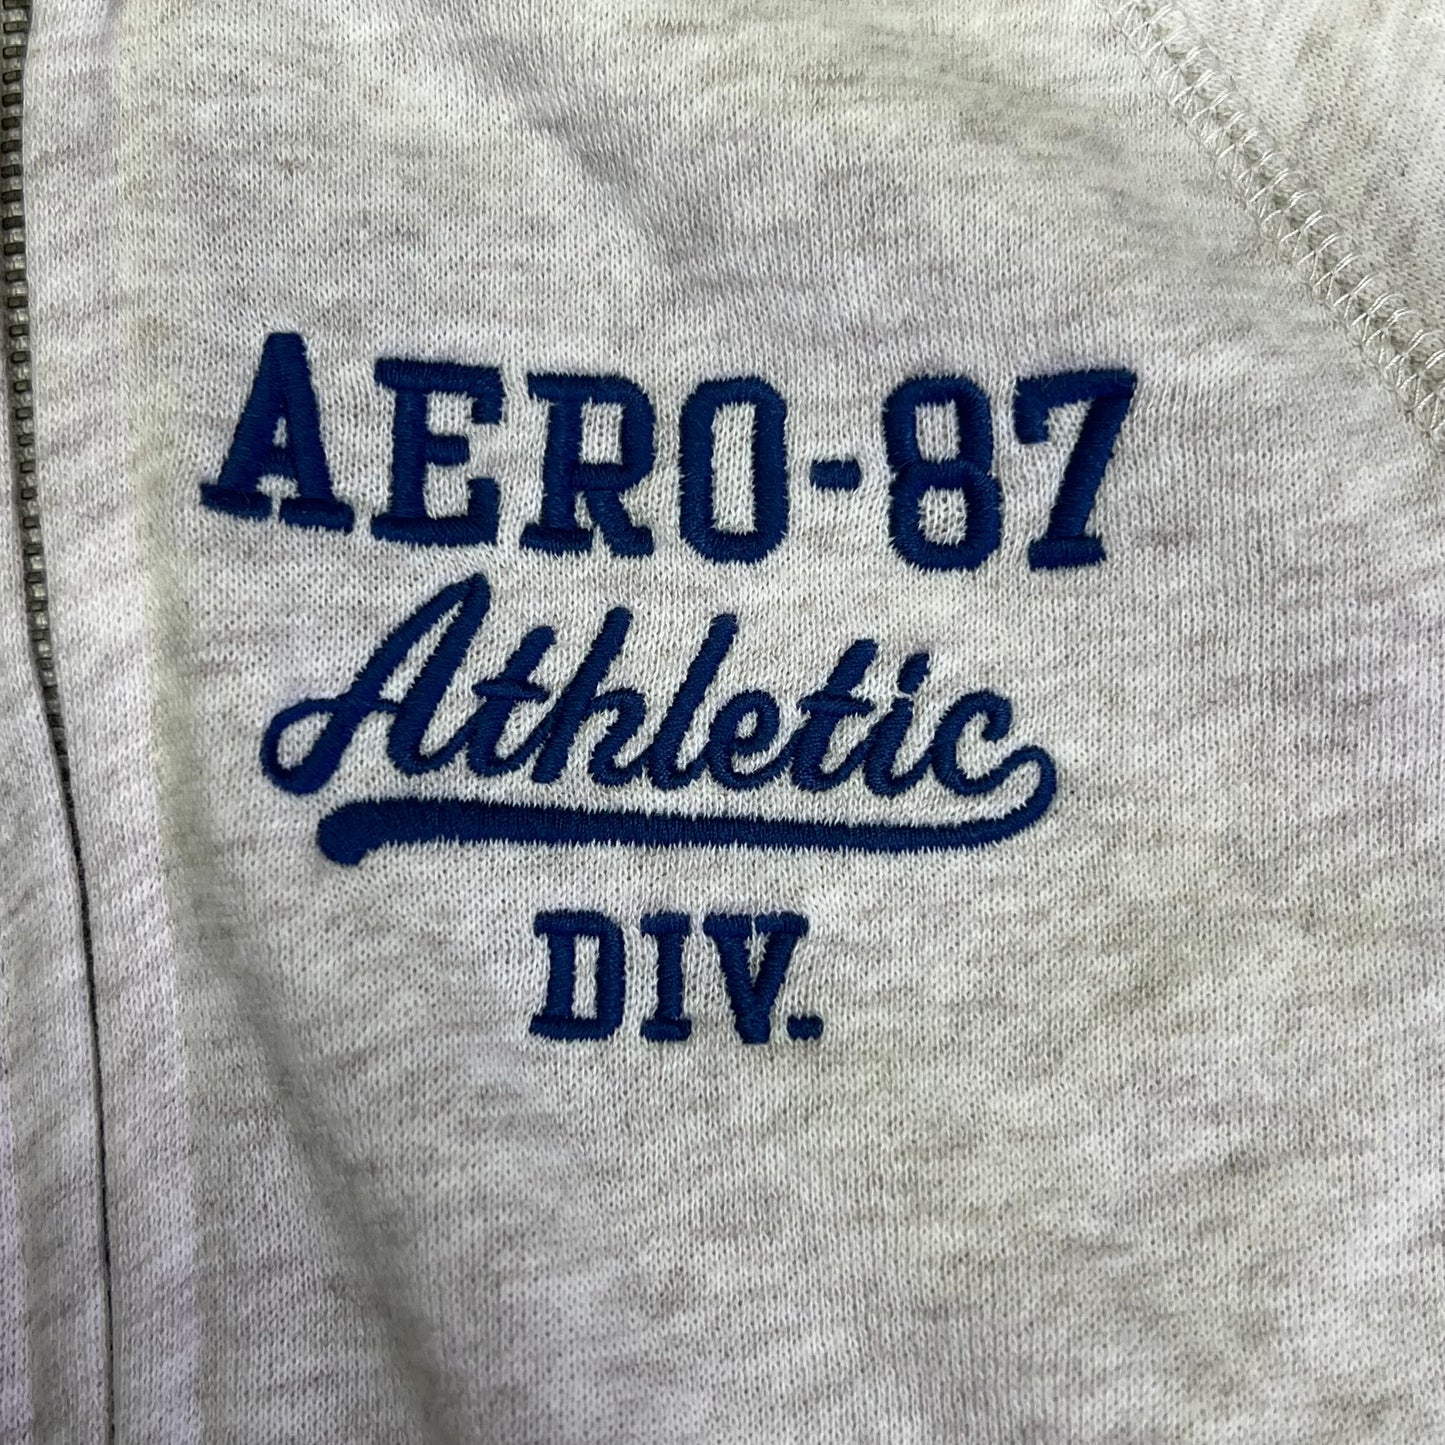 AERO-87
Athletic
DIV.